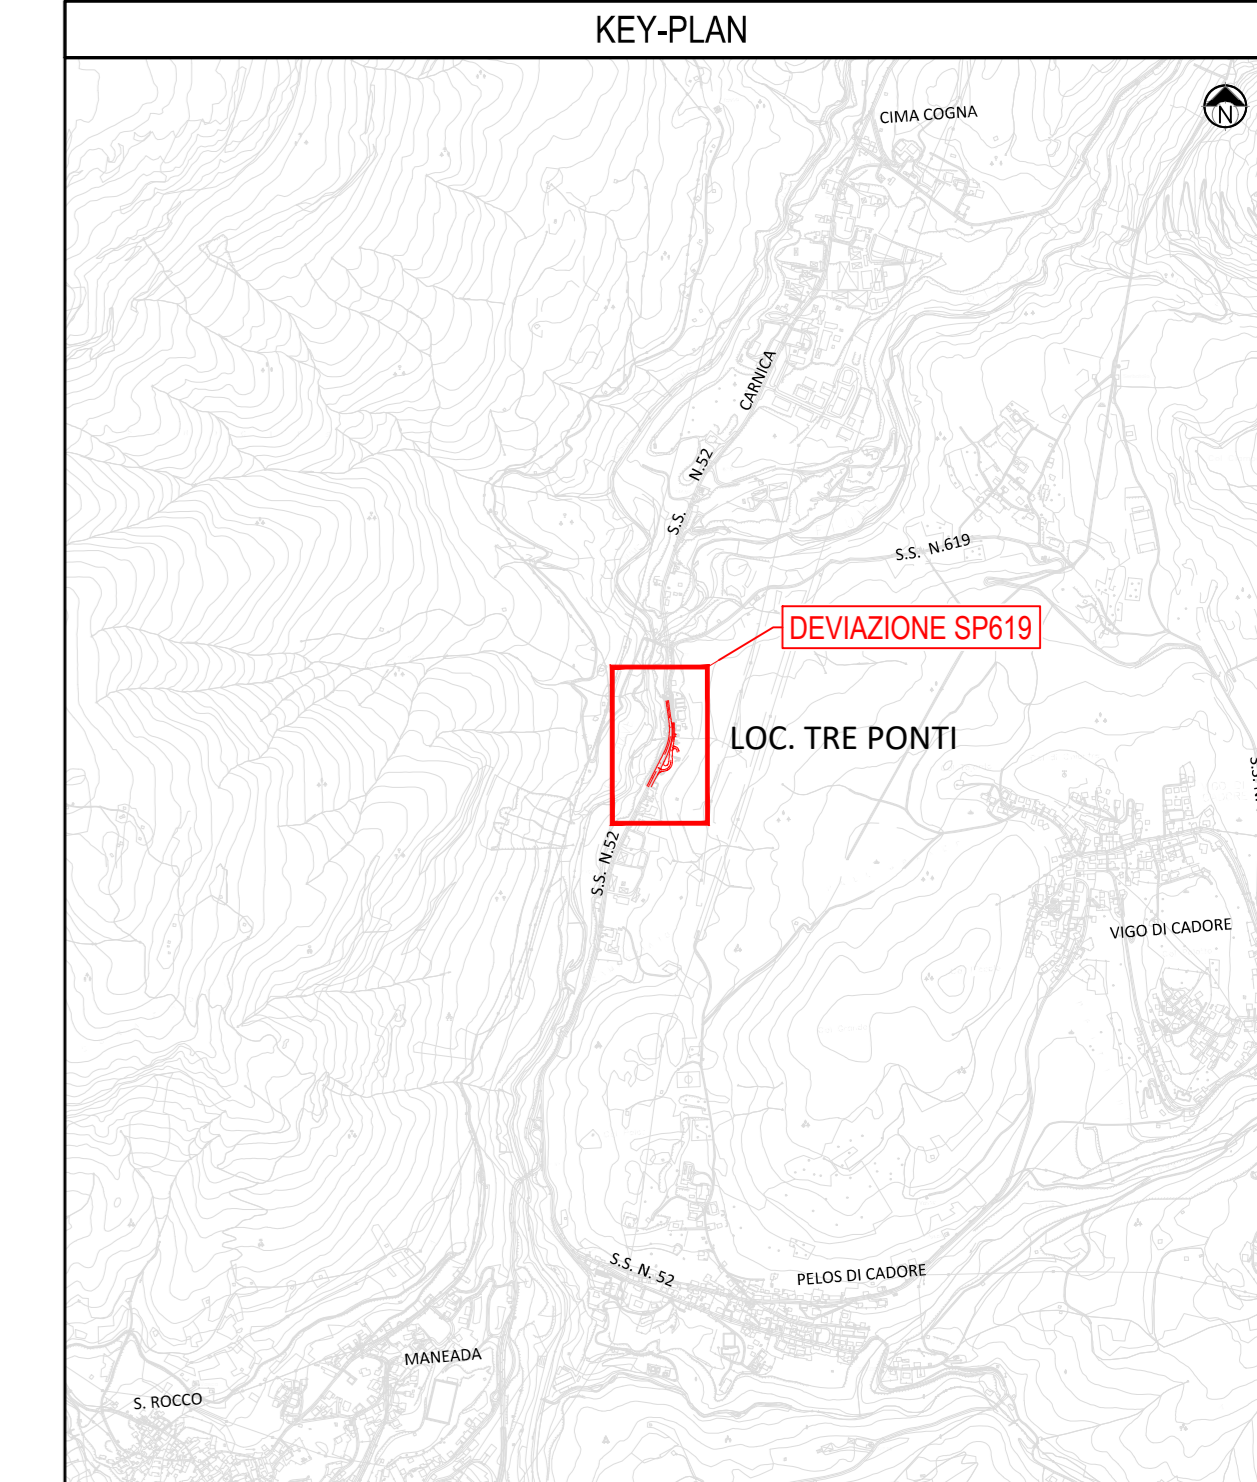 KEY-PLAN
CIMA COGNA
N
CARNICA
N.52
S.S.
S.S. N.619
DEVIAZIONE SP619
LOC. TRE PONTI
S.S. N.52
VIGO DI CADORE
S.S. N. 52
PELOS DI CADORE
MANEADA
S. ROCCO